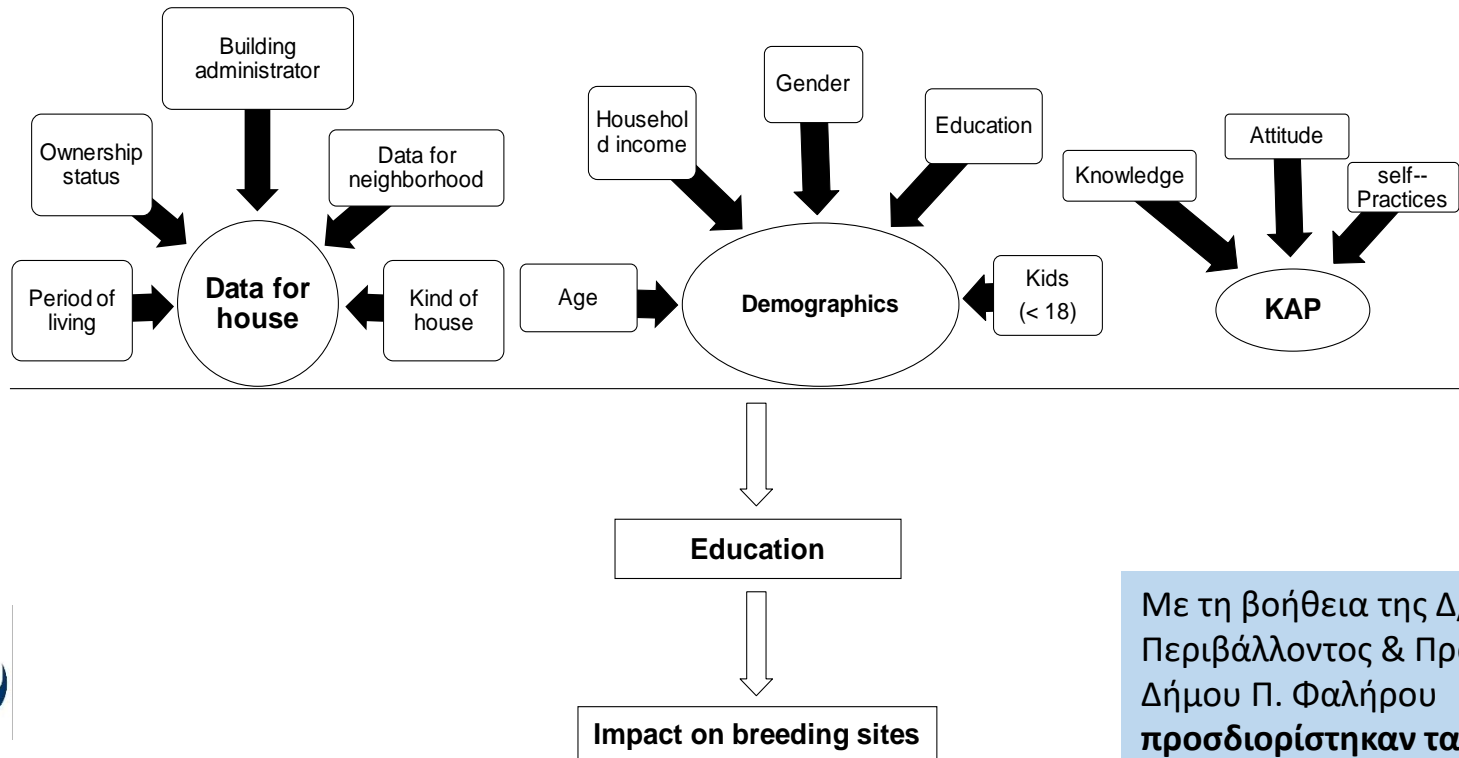 Building
administrator
Ownership
status
Data for
neighborhood
Period of
living
Data for
house
Kind of
house
Househol
d income
Gender
Education
Age
Demographics
Kids
(< 18)
Knowledge
Attitude
self--
Practices
KAP
Education
Impact on breeding sites
Με τη βοήθεια της
Περιβάλλοντος &
Δήμου Π. Φαλήρου
προσδιορίστηκαν τα